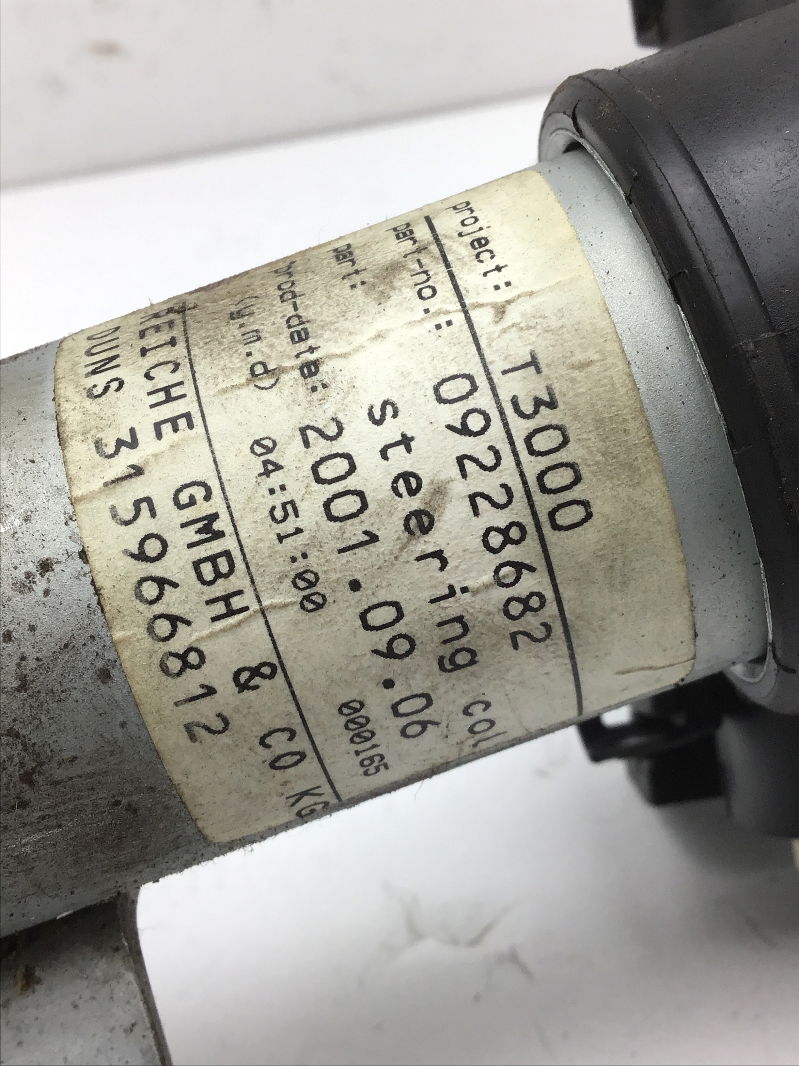 project: T3000
part-no.: 09228682
part: steering col
prod-date: 2001.09.06
(y.m.d) 04:51:00 000165
REICHE GMBH & CO KG
DUNS 315966812